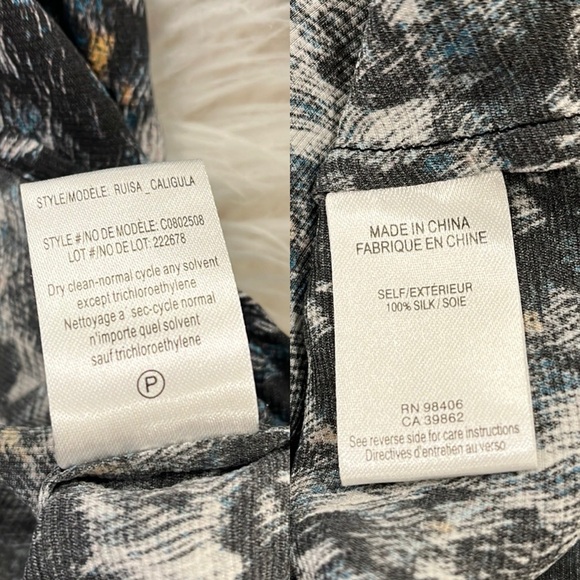 STYLE/MODÈLE: RUISA_CALIGULA
STYLE #/NO DE MODÈLE: C0802508
LOT #/NO DE LOT: 222678
Dry clean-normal cycle any solvent
except trichloroethylene
Nettoyage a' sec-cycle normal
n'importe quel solvent
sauf trichloroethylene
P
MADE IN CHINA
FABRIQUE EN CHINE
SELF/EXTÉRIEUR
100% SILK / SOIE
RN 98406
CA 39862
See reverse side for care instructions
Directives d'entretien au verso